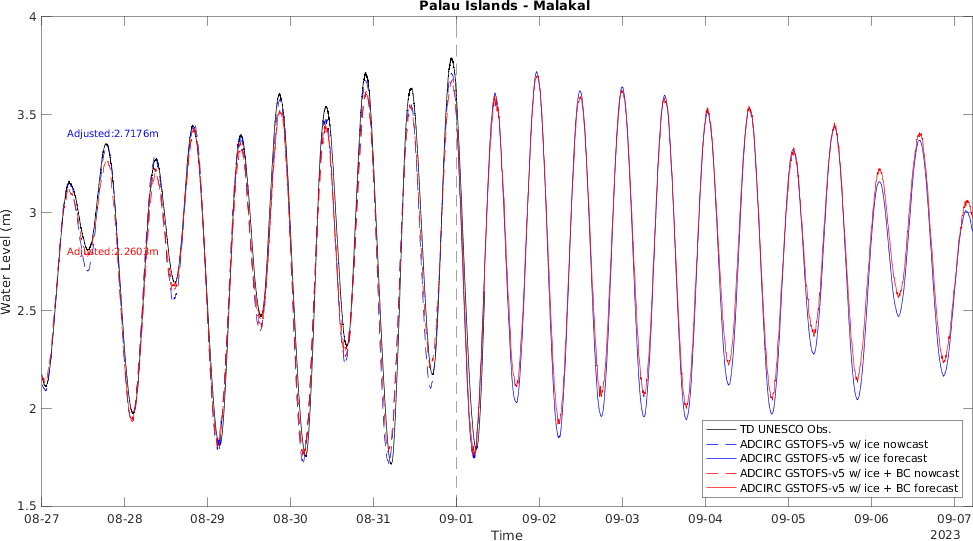 Palau Islands - Malakal
4
3.5
3
2.5
2
1.5
Water Level (m)
Adjusted:2.7176m
Adjusted:2.2603m
TD UNESCO Obs.
ADCIRC GSTOFS-v5 w/ ice nowcast
ADCIRC GSTOFS-v5 w/ ice forecast
ADCIRC GSTOFS-v5 w/ ice + BC nowcast
ADCIRC GSTOFS-v5 w/ ice + BC forecast
08-27 08-28 08-29 08-30 08-31 09-01 09-02 09-03 09-04 09-05 09-06 09-07
2023
Time